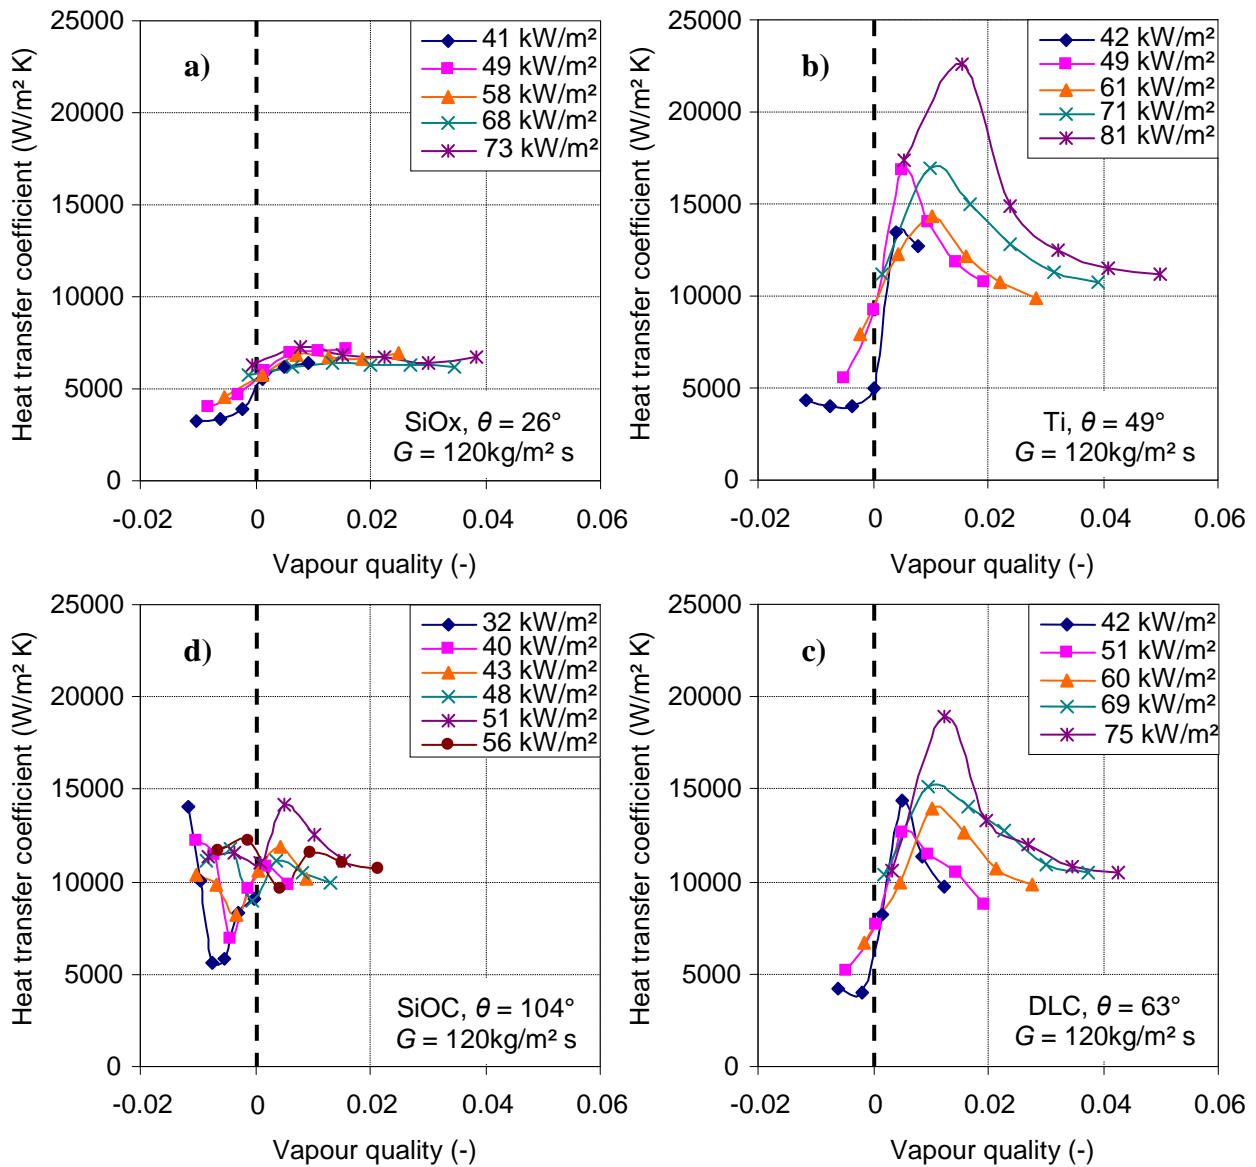 25000
20000
15000
10000
5000
0
-0.02
0
0.02
0.04
0.06
Heat transfer coefficient (W/m² K)
Vapour quality (-)
a)
41 kW/m²
49 kW/m²
58 kW/m²
68 kW/m²
73 kW/m²
SiOx, θ = 26°
G = 120kg/m² s
25000
20000
15000
10000
5000
0
-0.02
0
0.02
0.04
0.06
Heat transfer coefficient (W/m² K)
Vapour quality (-)
b)
42 kW/m²
49 kW/m²
61 kW/m²
71 kW/m²
81 kW/m²
Ti, θ = 49°
G = 120kg/m² s
25000
20000
15000
10000
5000
0
-0.02
0
0.02
0.04
0.06
Heat transfer coefficient (W/m² K)
Vapour quality (-)
d)
32 kW/m²
40 kW/m²
43 kW/m²
48 kW/m²
51 kW/m²
56 kW/m²
SiOC, θ = 104°
G = 120kg/m² s
25000
20000
15000
10000
5000
0
-0.02
0
0.02
0.04
0.06
Heat transfer coefficient (W/m² K)
Vapour quality (-)
c)
42 kW/m²
51 kW/m²
60 kW/m²
69 kW/m²
75 kW/m²
DLC, θ = 63°
G = 120kg/m² s